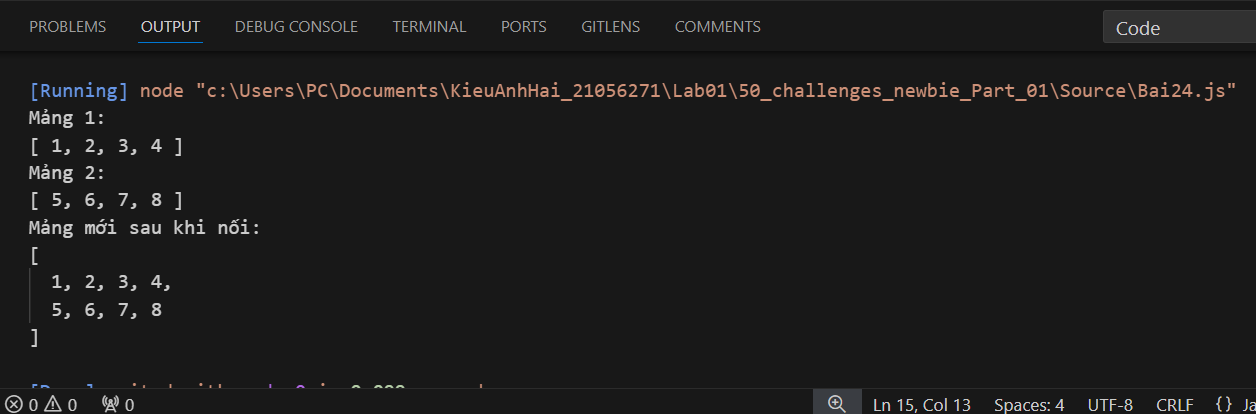 PROBLEMS OUTPUT DEBUG CONSOLE TERMINAL PORTS GITLENS COMMENTS Code
[Running] node "c:\Users\PC\Documents\KieuAnhHai_21056271\Lab01\50_challenges_newbie_Part_01\Source\Bai24.js"
Mảng 1:
[ 1, 2, 3, 4 ]
Mảng 2:
[ 5, 6, 7, 8 ]
Mảng mới sau khi nối:
[
1, 2, 3, 4,
5, 6, 7, 8
]
0 0 0 Ln 15, Col 13 Spaces: 4 UTF-8 CRLF {} Ja